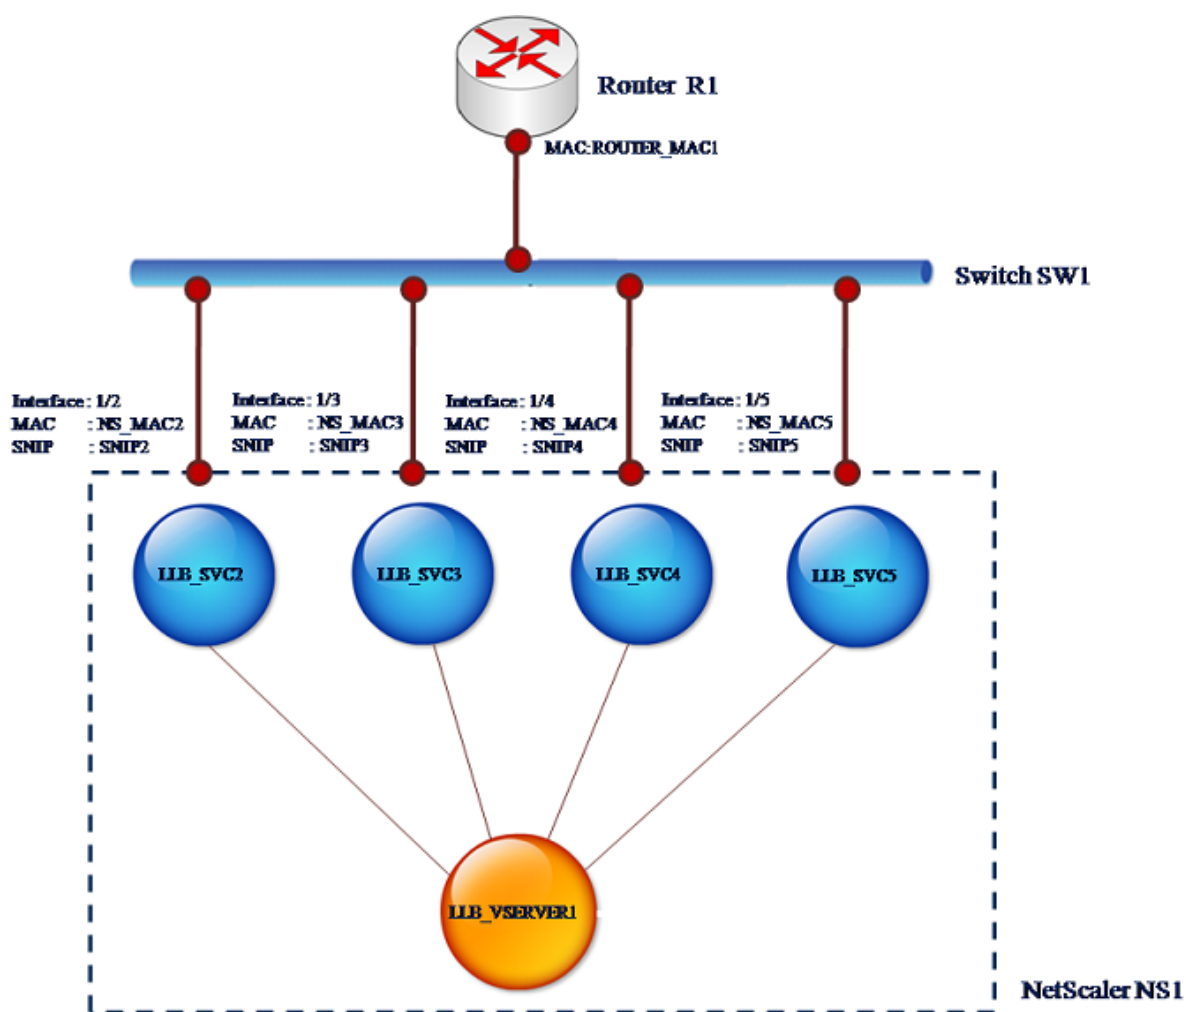 Router R1
MAC:ROUTER_MAC1
Switch SW1
Interface : 1/2
MAC : NS_MAC2
SNIP : SNIP2
Interface : 1/3
MAC : NS_MAC3
SNIP : SNIP3
Interface : 1/4
MAC : NS_MAC4
SNIP : SNIP4
Interface : 1/5
MAC : NS_MAC5
SNIP : SNIP5
LLB_SVC2
LLB_SVC3
LLB_SVC4
LLB_SVC5
LLB_VSERVER1
NetScaler NS1